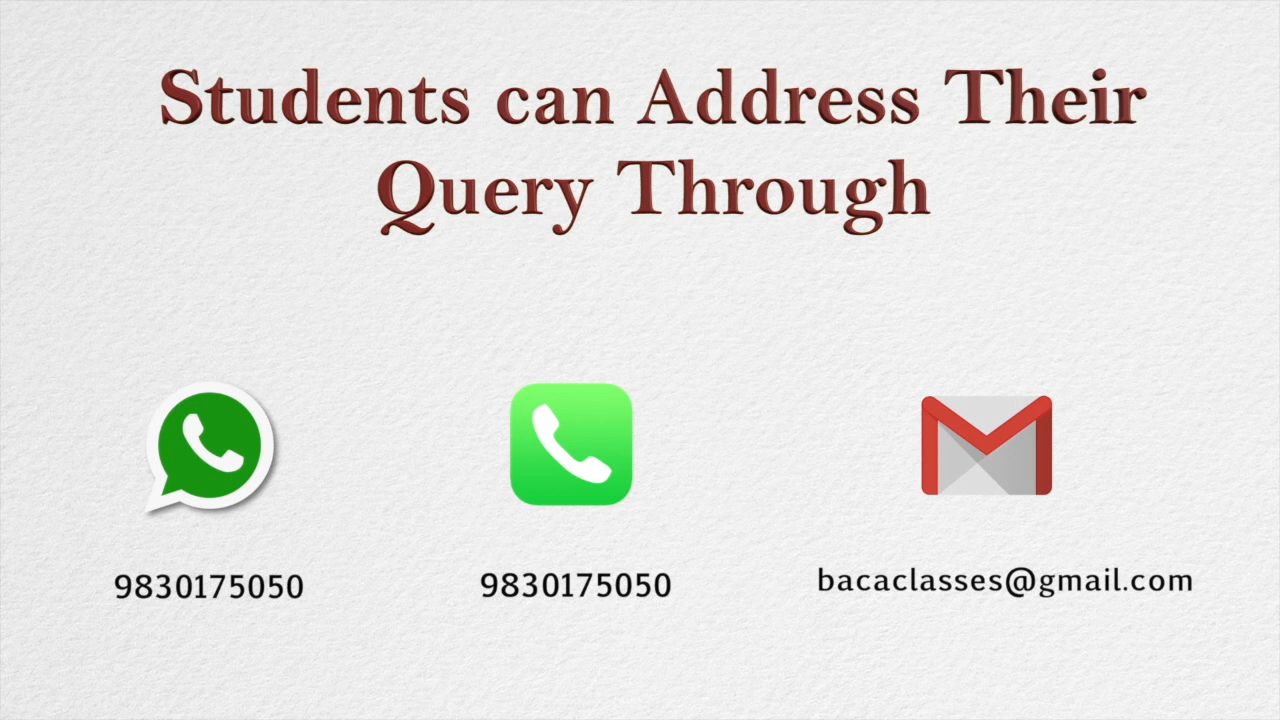 Students can Address Their
Query Through
9830175050
9830175050
bacaclasses@gmail.com